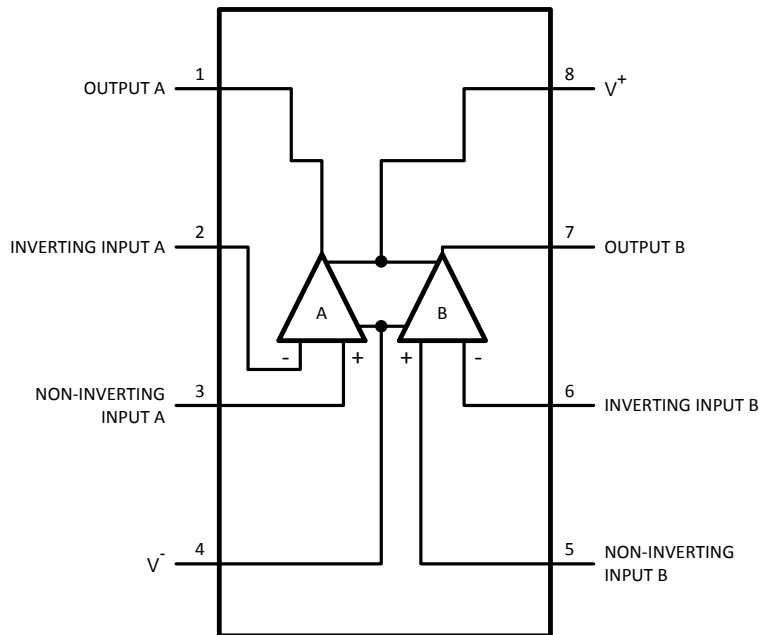 OUTPUT A
1
8
V+
INVERTING INPUT A
2
7
OUTPUT B
A
B
-
+
+
-
NON-INVERTING
INPUT A
3
6
INVERTING INPUT B
V-
4
5
NON-INVERTING
INPUT B